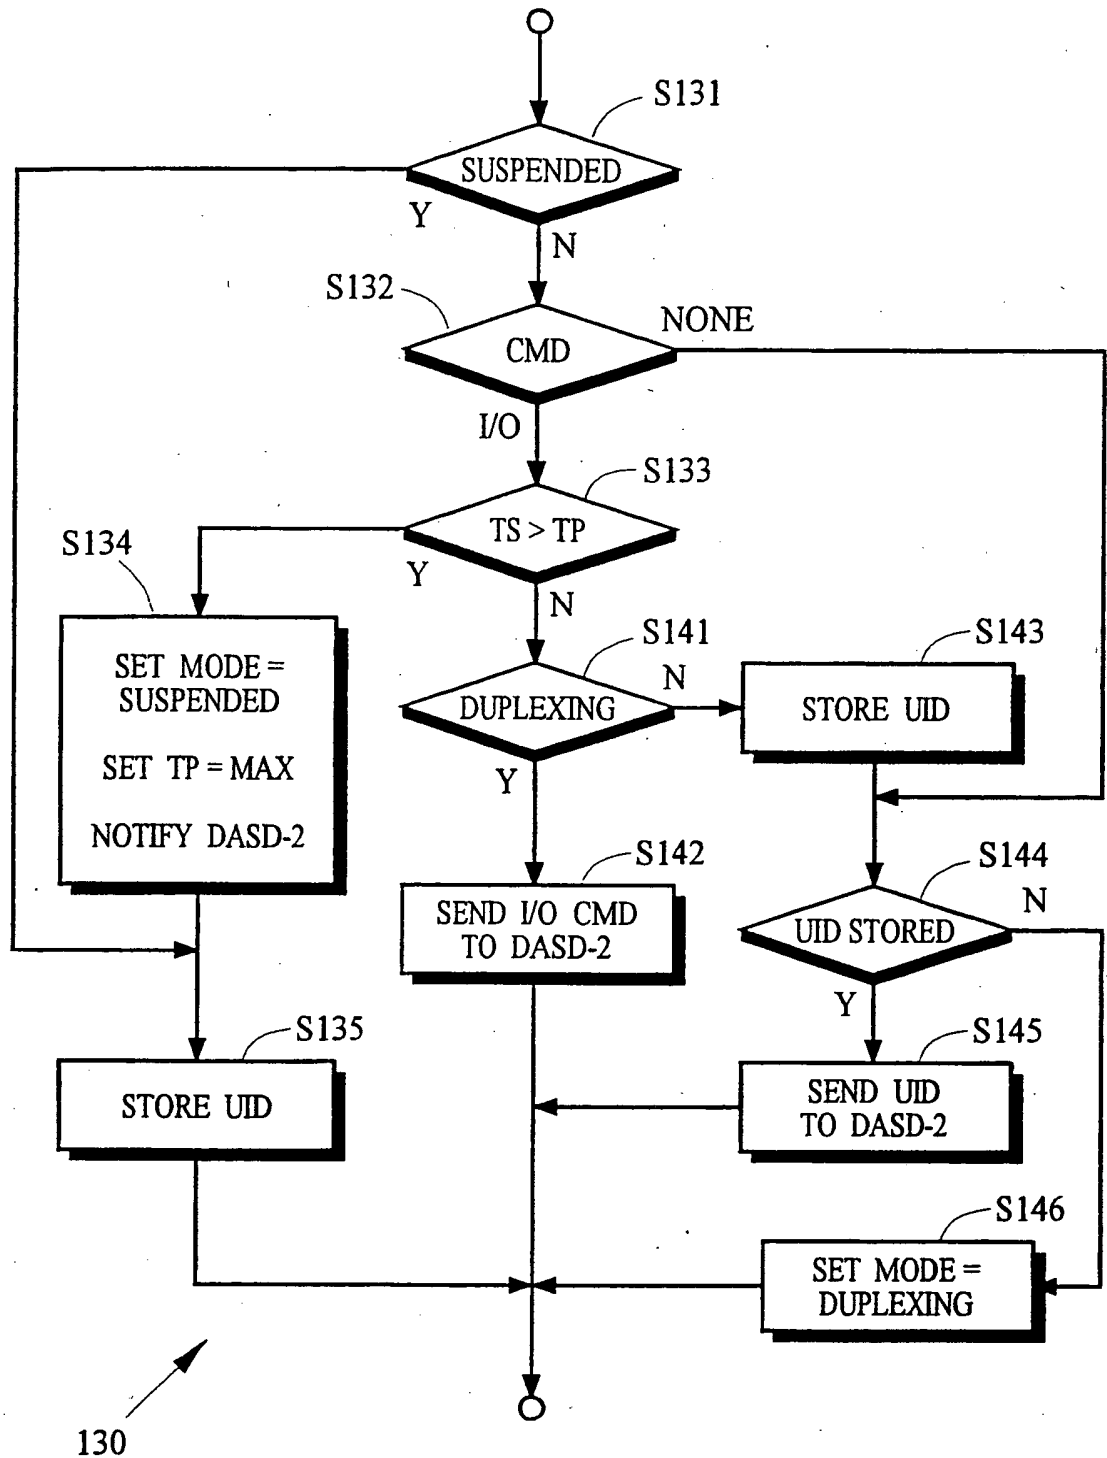 S131
SUSPENDED
Y
N
S132
NONE
CMD
I/O
S133
TS > TP
Y
N
S134
SET MODE =
SUSPENDED
SET TP = MAX
NOTIFY DASD-2
S141
DUPLEXING
N
Y
S143
STORE UID
S142
SEND I/O CMD
TO DASD-2
S144
UID STORED
N
Y
S135
STORE UID
S145
SEND UID
TO DASD-2
S146
SET MODE =
DUPLEXING
130